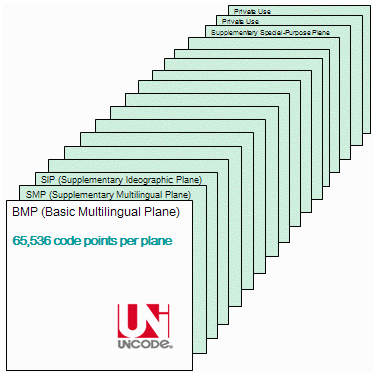 Private Use
Private Use
Supplementary Special-Purpose Plane
SIP (Supplementary Ideographic Plane)
SMP (Supplementary Multilingual Plane)
BMP (Basic Multilingual Plane)
65,536 code points per plane
UNI
UNICODE®